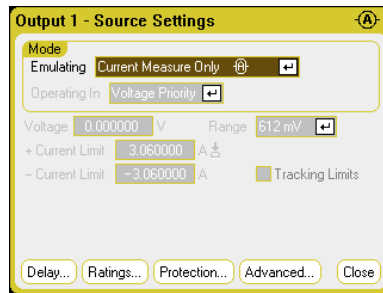 Output 1 - Source Settings (A)
Mode
Emulating Current Measure Only (A)
Operating In Voltage Priority
Voltage 0.000000 V Range 612 mV
+ Current Limit 3.060000 A
- Current Limit -3.060000 A Tracking Limits
Delay... Ratings... Protection... Advanced... Close